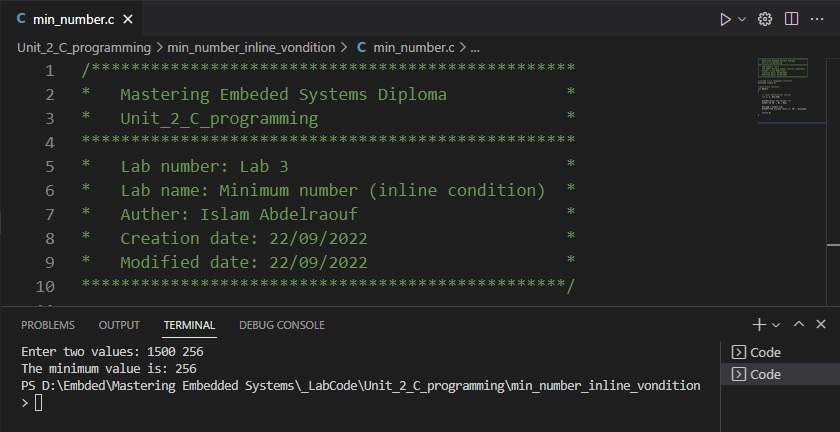 C min_number.c ×
Unit_2_C_programming > min_number_inline_vondition > C min_number.c > ...
1 /*************************************************
2 * Mastering Embeded Systems Diploma *
3 * Unit_2_C_programming *
4 **************************************************
5 * Lab number: Lab 3 *
6 * Lab name: Minimum number (inline condition) *
7 * Auther: Islam Abdelraouf *
8 * Creation date: 22/09/2022 *
9 * Modified date: 22/09/2022 *
10 *************************************************/
PROBLEMS OUTPUT TERMINAL DEBUG CONSOLE
Enter two values: 1500 256
The minimum value is: 256
PS D:\Embded\Mastering Embedded Systems\_LabCode\Unit_2_C_programming\min_number_inline_vondition
>
Code
Code